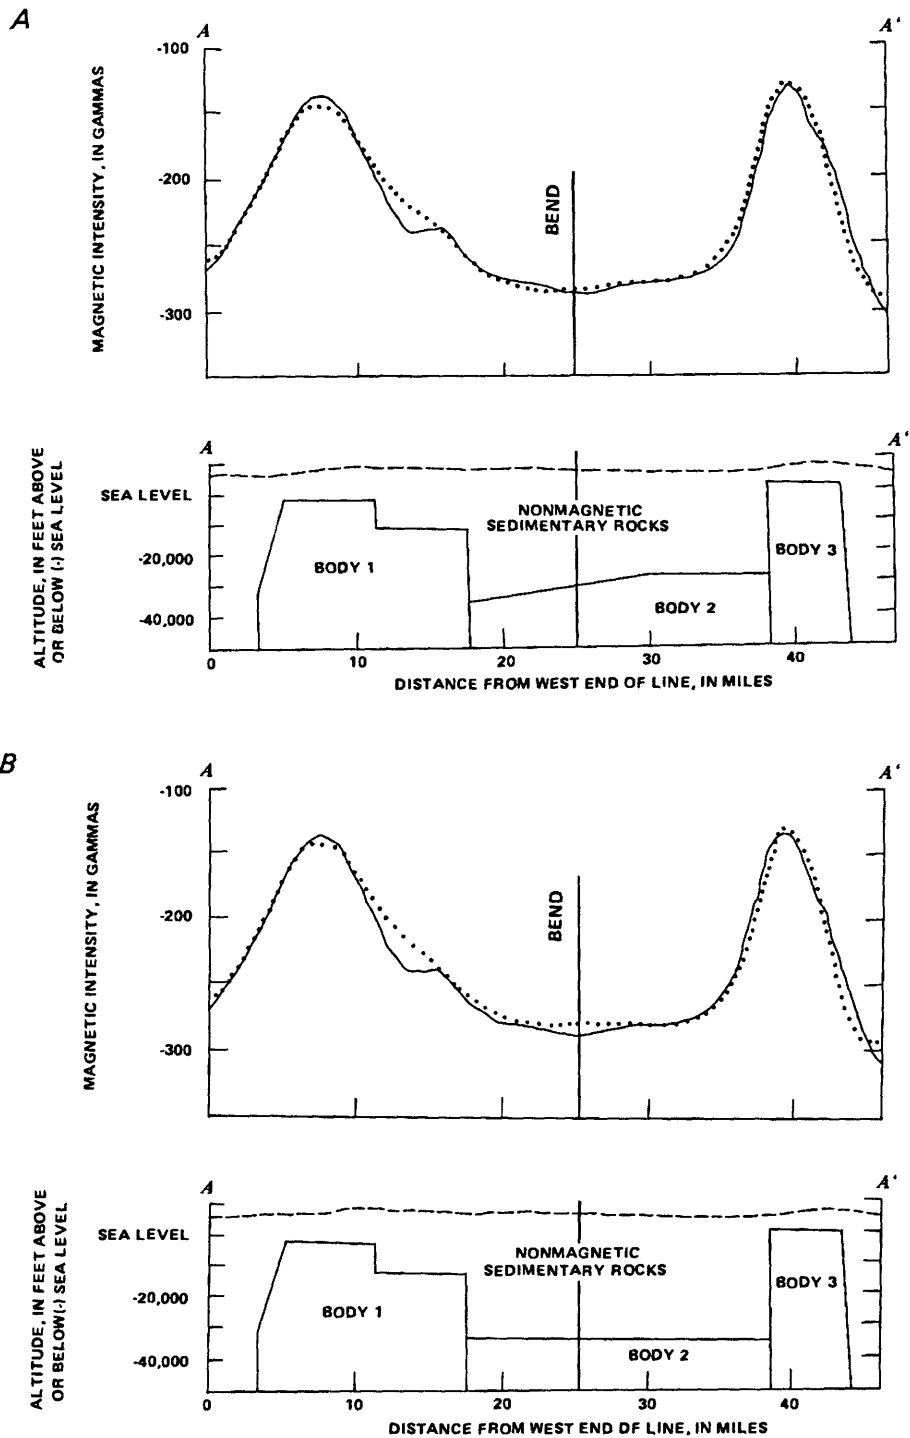 A
A
A'
-100
-200
-300
MAGNETIC INTENSITY, IN GAMMAS
BEND
A
A'
SEA LEVEL
-20,000
-40,000
ALTITUDE, IN FEET ABOVE
OR BELOW (-) SEA LEVEL
NONMAGNETIC
SEDIMENTARY ROCKS
BODY 1
BODY 2
BODY 3
0 10 20 30 40
DISTANCE FROM WEST END OF LINE, IN MILES
B
A
A'
-100
-200
-300
MAGNETIC INTENSITY, IN GAMMAS
BEND
A
A'
SEA LEVEL
-20,000
-40,000
ALTITUDE, IN FEET ABOVE
OR BELOW(-) SEA LEVEL
NONMAGNETIC
SEDIMENTARY ROCKS
BODY 1
BODY 2
BODY 3
0 10 20 30 40
DISTANCE FROM WEST END OF LINE, IN MILES